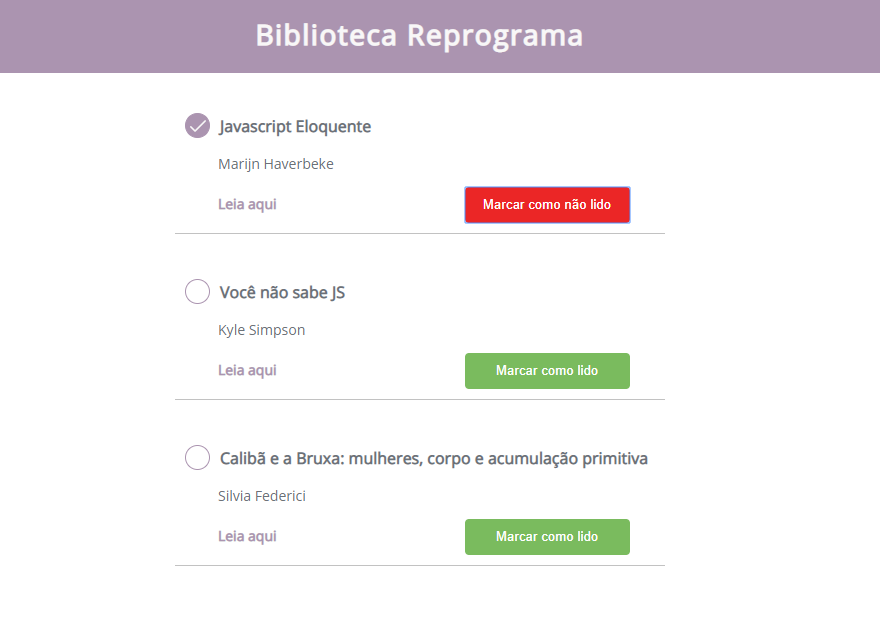 Biblioteca Reprograma
Javascript Eloquente
Marijn Haverbeke
Leia aqui
Marcar como não lido
Você não sabe JS
Kyle Simpson
Leia aqui
Marcar como lido
Calibã e a Bruxa: mulheres, corpo e acumulação primitiva
Silvia Federici
Leia aqui
Marcar como lido